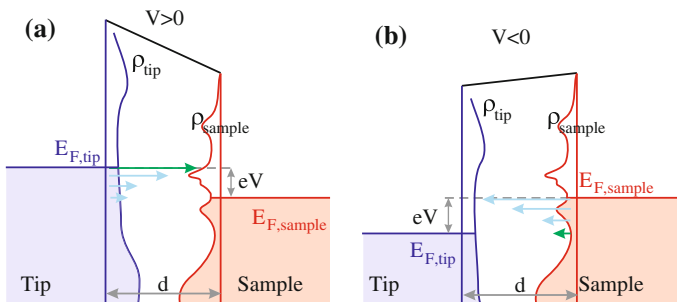 (a)
V>0
ρtip
ρsample
EF,tip
eV
EF,sample
Tip
d
Sample
(b)
V<0
ρtip
ρsample
EF,sample
eV
EF,tip
Tip
d
Sample